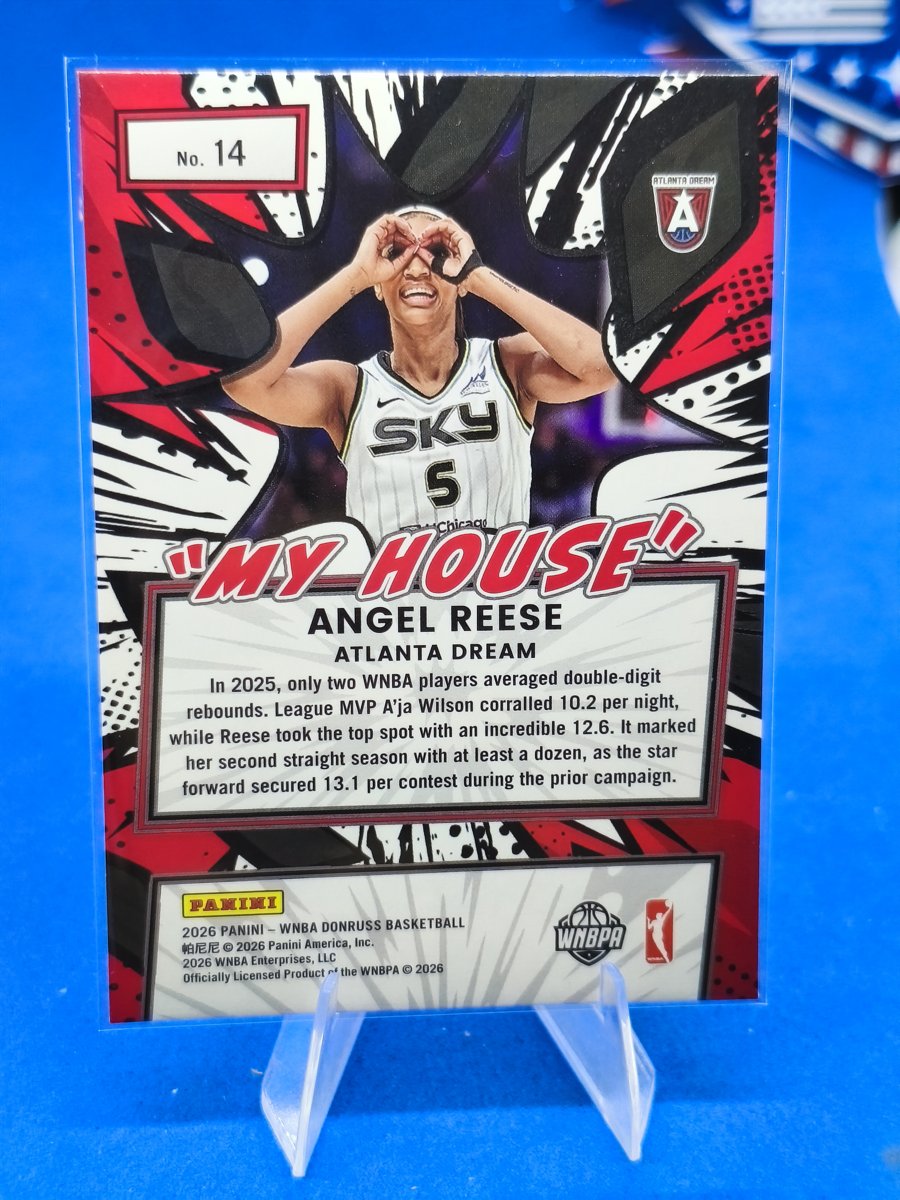 No. 14
ATLANTA DREAM
A
SKY
5
Chicago
"MY HOUSE"
ANGEL REESE
ATLANTA DREAM
In 2025, only two WNBA players averaged double-digit
rebounds. League MVP A'ja Wilson corralled 10.2 per night,
while Reese took the top spot with an incredible 12.6. It marked
her second straight season with at least a dozen, as the star
forward secured 13.1 per contest during the prior campaign.
PANINI
2026 PANINI – WNBA DONRUSS BASKETBALL
帕尼尼 © 2026 Panini America, Inc.
2026 WNBA Enterprises, LLC
Officially Licensed Product of the WNBPA © 2026
WNBPA
WNBA